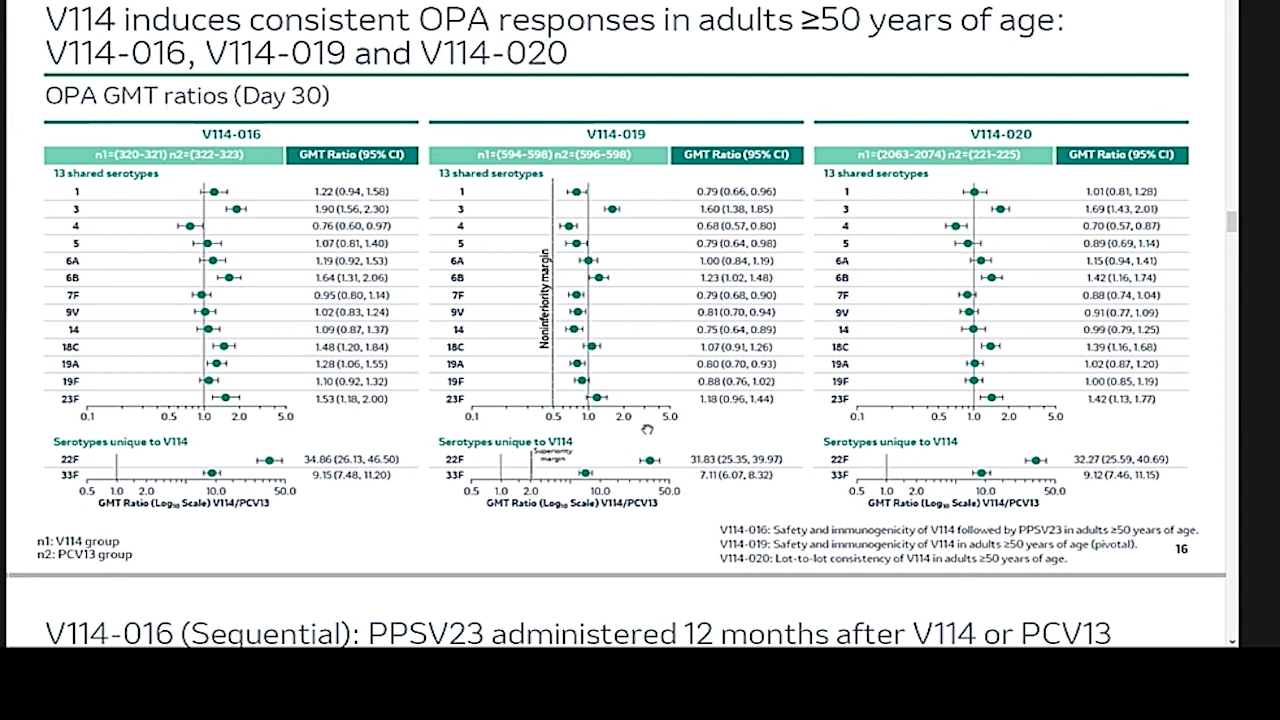 V114 induces consistent OPA responses in adults ≥50 years of age:
V114-016, V114-019 and V114-020
OPA GMT ratios (Day 30)
V114-016
n1=(320-321) n2=(322-323) GMT Ratio (95% CI)
13 shared serotypes
1 1.22 (0.94, 1.58)
3 1.90 (1.56, 2.30)
4 0.76 (0.60, 0.97)
5 1.07 (0.81, 1.40)
6A 1.19 (0.92, 1.53)
6B 1.64 (1.31, 2.06)
7F 0.95 (0.80, 1.14)
9V 1.02 (0.83, 1.24)
14 1.09 (0.87, 1.37)
18C 1.48 (1.20, 1.84)
19A 1.28 (1.06, 1.55)
19F 1.10 (0.92, 1.32)
23F 1.53 (1.18, 2.00)
0.1 0.5 1.0 2.0 5.0
Serotypes unique to V114
22F 34.86 (26.13, 46.50)
33F 9.15 (7.48, 11.20)
0.5 1.0 2.0 10.0 50.0
GMT Ratio (Log₁₀ Scale) V114/PCV13
V114-019
n1=(594-598) n2=(596-598) GMT Ratio (95% CI)
13 shared serotypes
1 0.79 (0.66, 0.96)
3 1.60 (1.38, 1.85)
4 0.68 (0.57, 0.80)
5 0.79 (0.64, 0.98)
6A 1.00 (0.84, 1.19)
6B 1.23 (1.02, 1.48)
7F 0.79 (0.68, 0.90)
9V 0.81 (0.70, 0.94)
14 0.75 (0.64, 0.89)
18C 1.07 (0.91, 1.26)
19A 0.80 (0.70, 0.93)
19F 0.88 (0.76, 1.02)
23F 1.18 (0.96, 1.44)
Noninferiority margin
0.1 0.5 1.0 2.0 5.0
Serotypes unique to V114
Superiority
margin
22F 31.83 (25.35, 39.97)
33F 7.11 (6.07, 8.32)
0.5 1.0 2.0 10.0 50.0
GMT Ratio (Log₁₀ Scale) V114/PCV13
V114-020
n1=(2063-2074) n2=(221-225) GMT Ratio (95% CI)
13 shared serotypes
1 1.01 (0.81, 1.28)
3 1.69 (1.43, 2.01)
4 0.70 (0.57, 0.87)
5 0.89 (0.69, 1.14)
6A 1.15 (0.94, 1.41)
6B 1.42 (1.16, 1.74)
7F 0.88 (0.74, 1.04)
9V 0.91 (0.77, 1.09)
14 0.99 (0.79, 1.25)
18C 1.39 (1.16, 1.68)
19A 1.02 (0.87, 1.20)
19F 1.00 (0.85, 1.19)
23F 1.42 (1.13, 1.77)
0.1 0.5 1.0 2.0 5.0
Serotypes unique to V114
22F 32.27 (25.59, 40.69)
33F 9.12 (7.46, 11.15)
0.5 1.0 2.0 10.0 50.0
GMT Ratio (Log₁₀ Scale) V114/PCV13
n1: V114 group
n2: PCV13 group
V114-016: Safety and immunogenicity of V114 followed by PPSV23 in adults ≥50 years of age.
V114-019: Safety and immunogenicity of V114 in adults ≥50 years of age (pivotal).
V114-020: Lot-to-lot consistency of V114 in adults ≥50 years of age.
16
V114-016 (Sequential): PPSV23 administered 12 months after V114 or PCV13